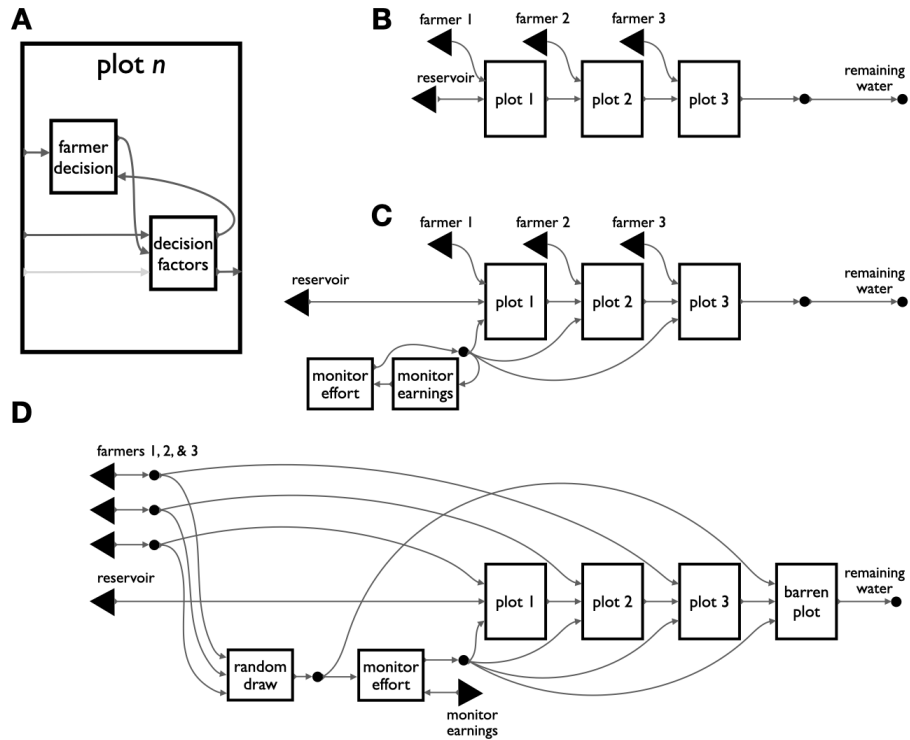 A
plot n
farmer
decision
decision
factors
B
farmer 1
farmer 2
farmer 3
reservoir
plot 1
plot 2
plot 3
remaining
water
C
farmer 1
farmer 2
farmer 3
reservoir
plot 1
plot 2
plot 3
remaining
water
monitor
effort
monitor
earnings
D
farmers 1, 2, & 3
reservoir
plot 1
plot 2
plot 3
barren
plot
remaining
water
random
draw
monitor
effort
monitor
earnings